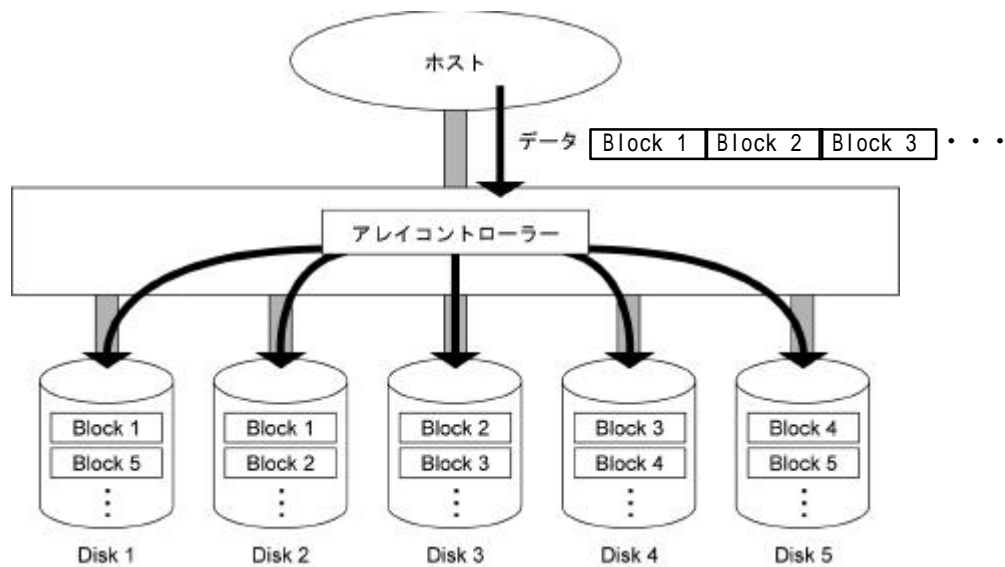 ホスト
データ Block 1 Block 2 Block 3 ・・・
アレイコントローラー
Block 1 Block 1 Block 2 Block 3 Block 4
Block 5 Block 2 Block 3 Block 4 Block 5
Disk 1 Disk 2 Disk 3 Disk 4 Disk 5